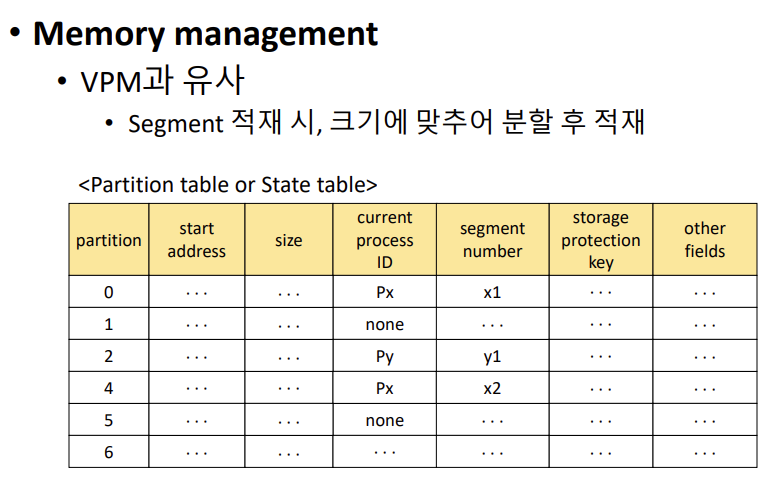 • Memory management
• VPM과 유사
• Segment 적재 시, 크기에 맞추어 분할 후 적재
<Partition table or State table>
partition | start address | size | current process ID | segment number | storage protection key | other fields
0 | ... | ... | Px | x1 | ... | ...
1 | ... | ... | none | ... | ... | ...
2 | ... | ... | Py | y1 | ... | ...
4 | ... | ... | Px | x2 | ... | ...
5 | ... | ... | none | ... | ... | ...
6 | ... | ... | ... | ... | ... | ...